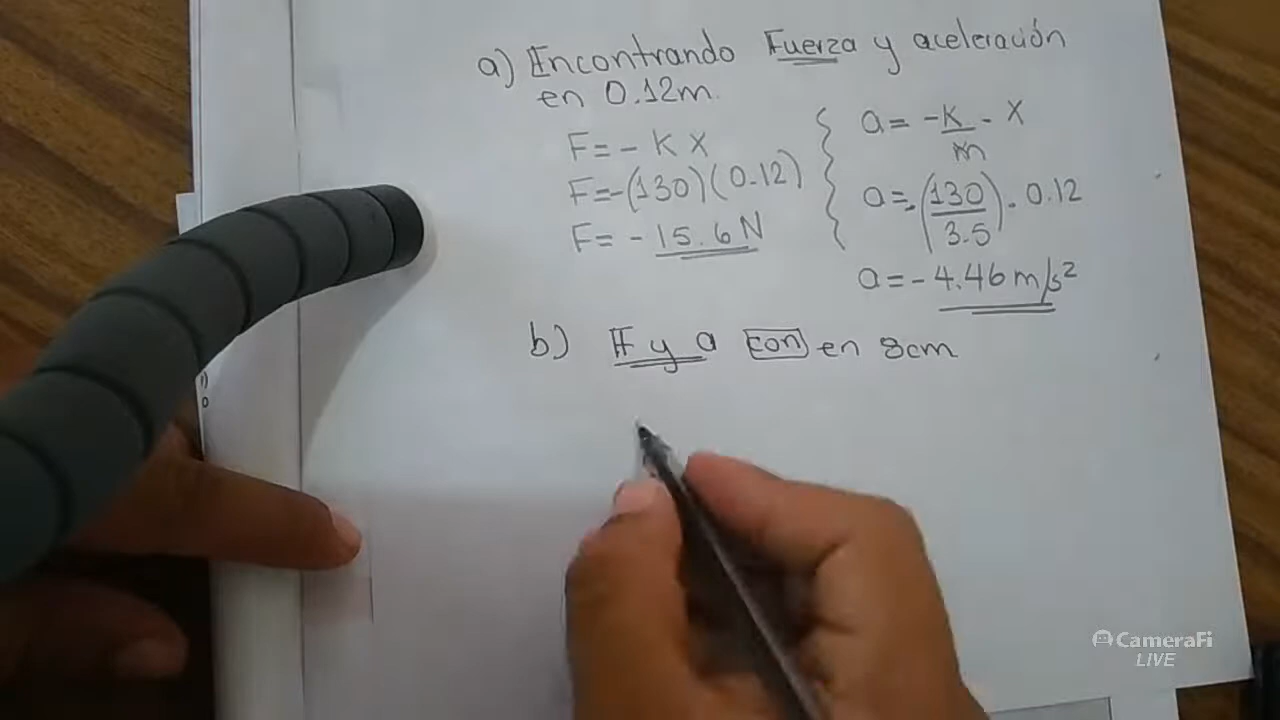 a) Encontrando Fuerza y aceleración
en 0.12m.
F = - K X
F = -(130)(0.12)
F = - 15.6 N
a = - K/m - X
a = -(130/3.5) . 0.12
a = - 4.46 m/s²
b) F y a con en 8cm
CameraFi
LIVE